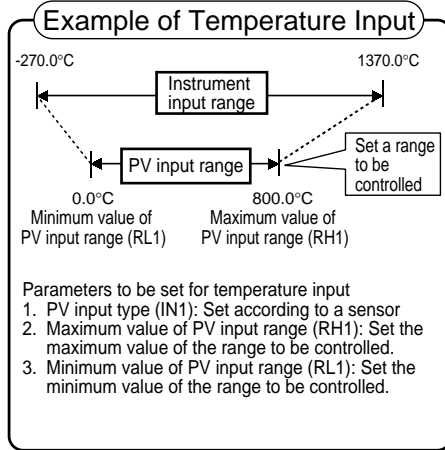 Example of Temperature Input
-270.0°C
1370.0°C
Instrument
input range
PV input range
Set a range
to be
controlled
0.0°C
800.0°C
Minimum value of
PV input range (RL1)
Maximum value of
PV input range (RH1)
Parameters to be set for temperature input
1. PV input type (IN1): Set according to a sensor
2. Maximum value of PV input range (RH1): Set the
maximum value of the range to be controlled.
3. Minimum value of PV input range (RL1): Set the
minimum value of the range to be controlled.